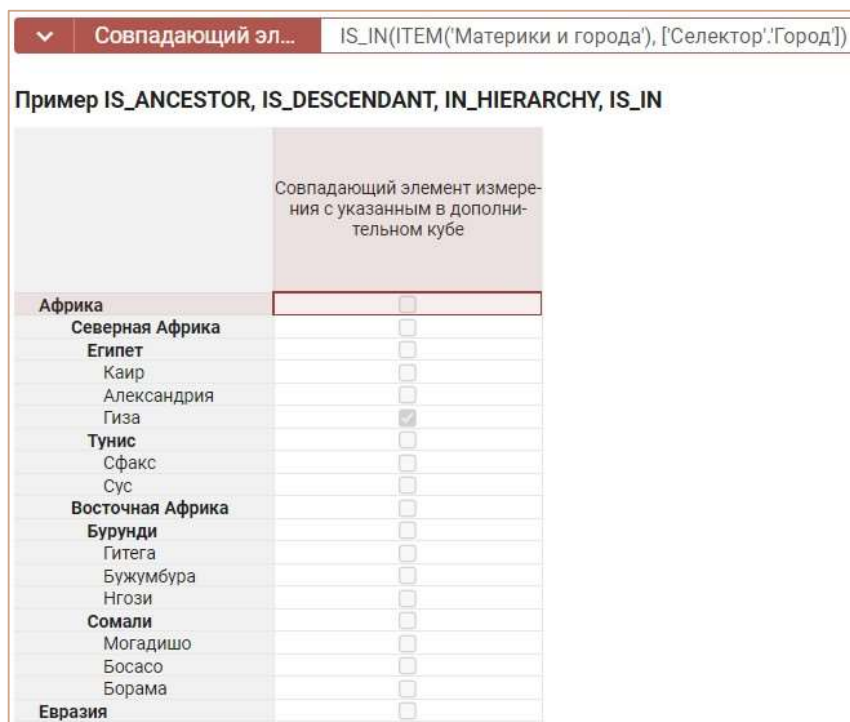 Совпадающий эл... IS_IN(ITEM('Материки и города'), ['Селектор'.'Город'])
Пример IS_ANCESTOR, IS_DESCENDANT, IN_HIERARCHY, IS_IN
Совпадающий элемент измере-
ния с указанным в дополни-
тельном кубе
Африка
Северная Африка
Египет
Каир
Александрия
Гиза
Тунис
Сфакс
Сус
Восточная Африка
Бурунди
Гитега
Бужумбура
Нгози
Сомали
Могадишо
Босасо
Борама
Евразия